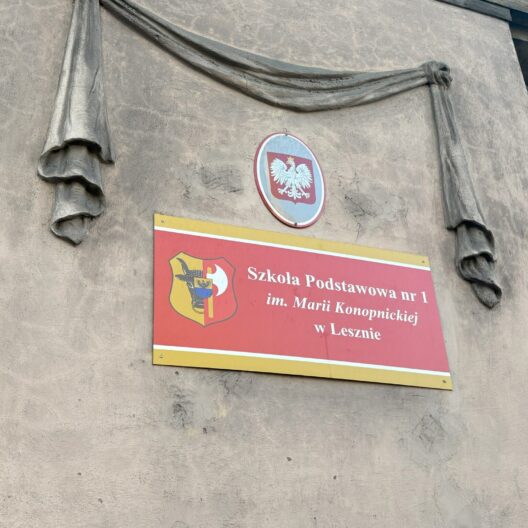 Szkoła Podstawowa nr 1
im. Marii Konopnickiej
w Lesznie